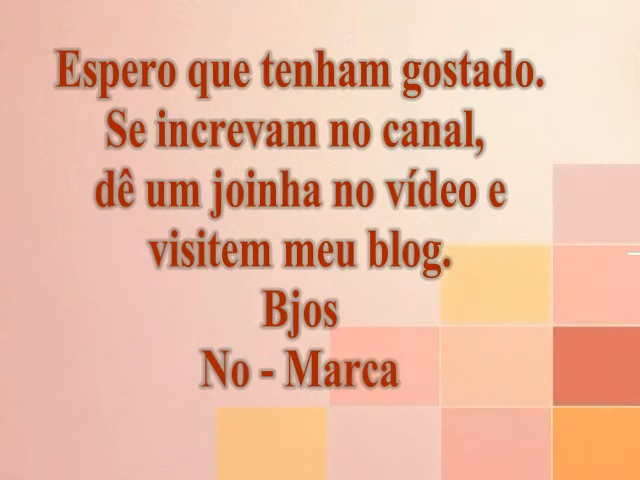 Espero que tenham gostado.
Se increvam no canal,
dê um joinha no vídeo e
visitem meu blog.
Bjos
No - Marca